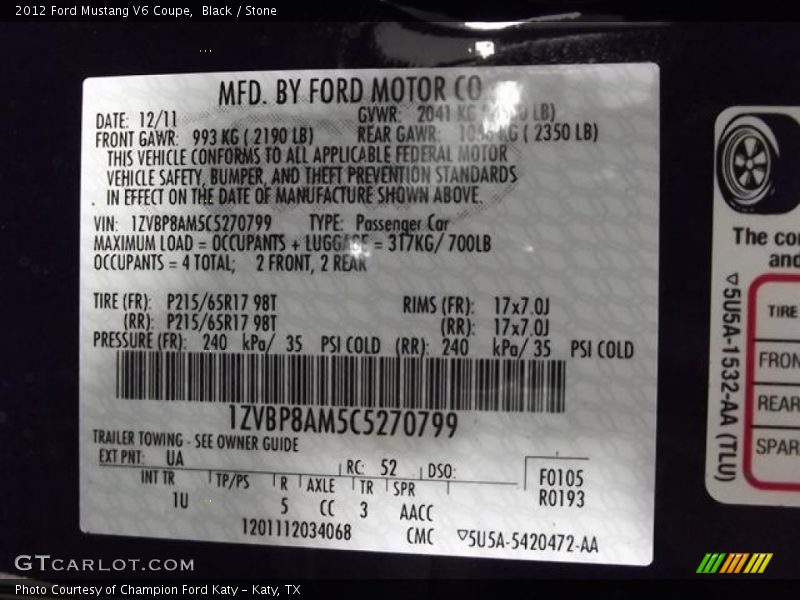 2012 Ford Mustang V6 Coupe, Black / Stone
MFD. BY FORD MOTOR CO
DATE: 12/11 GVWR: 2041 KG LB)
FRONT GAWR: 993 KG ( 2190 LB) REAR GAWR: KG ( 2350 LB)
THIS VEHICLE CONFORMS TO ALL APPLICABLE FEDERAL MOTOR
VEHICLE SAFETY, BUMPER, AND THEFT PREVENTION STANDARDS
IN EFFECT ON THE DATE OF MANUFACTURE SHOWN ABOVE.
VIN: 1ZVBP8AM5C5270799 TYPE: Passenger Car
MAXIMUM LOAD = OCCUPANTS + LUGGAGE = 317KG/ 700LB
OCCUPANTS = 4 TOTAL; 2 FRONT, 2 REAR
TIRE (FR): P215/65R17 98T RIMS (FR): 17x7.0J
(RR): P215/65R17 98T (RR): 17x7.0J
PRESSURE (FR): 240 kPa/ 35 PSI COLD (RR): 240 kPa/ 35 PSI COLD
1ZVBP8AM5C5270799
TRAILER TOWING - SEE OWNER GUIDE
EXT PNT: UA RC: 52 DSO: F0105
INT TR TP/PS R AXLE TR SPR R0193
1U 5 CC 3 AACC
1201112034068 CMC ▽5U5A-5420472-AA
The
and
▽5U5A-1532-AA (TLU)
TIRE
FRON
REAR
SPAR
GTCARLOT.COM
Photo Courtesy of Champion Ford Katy - Katy, TX